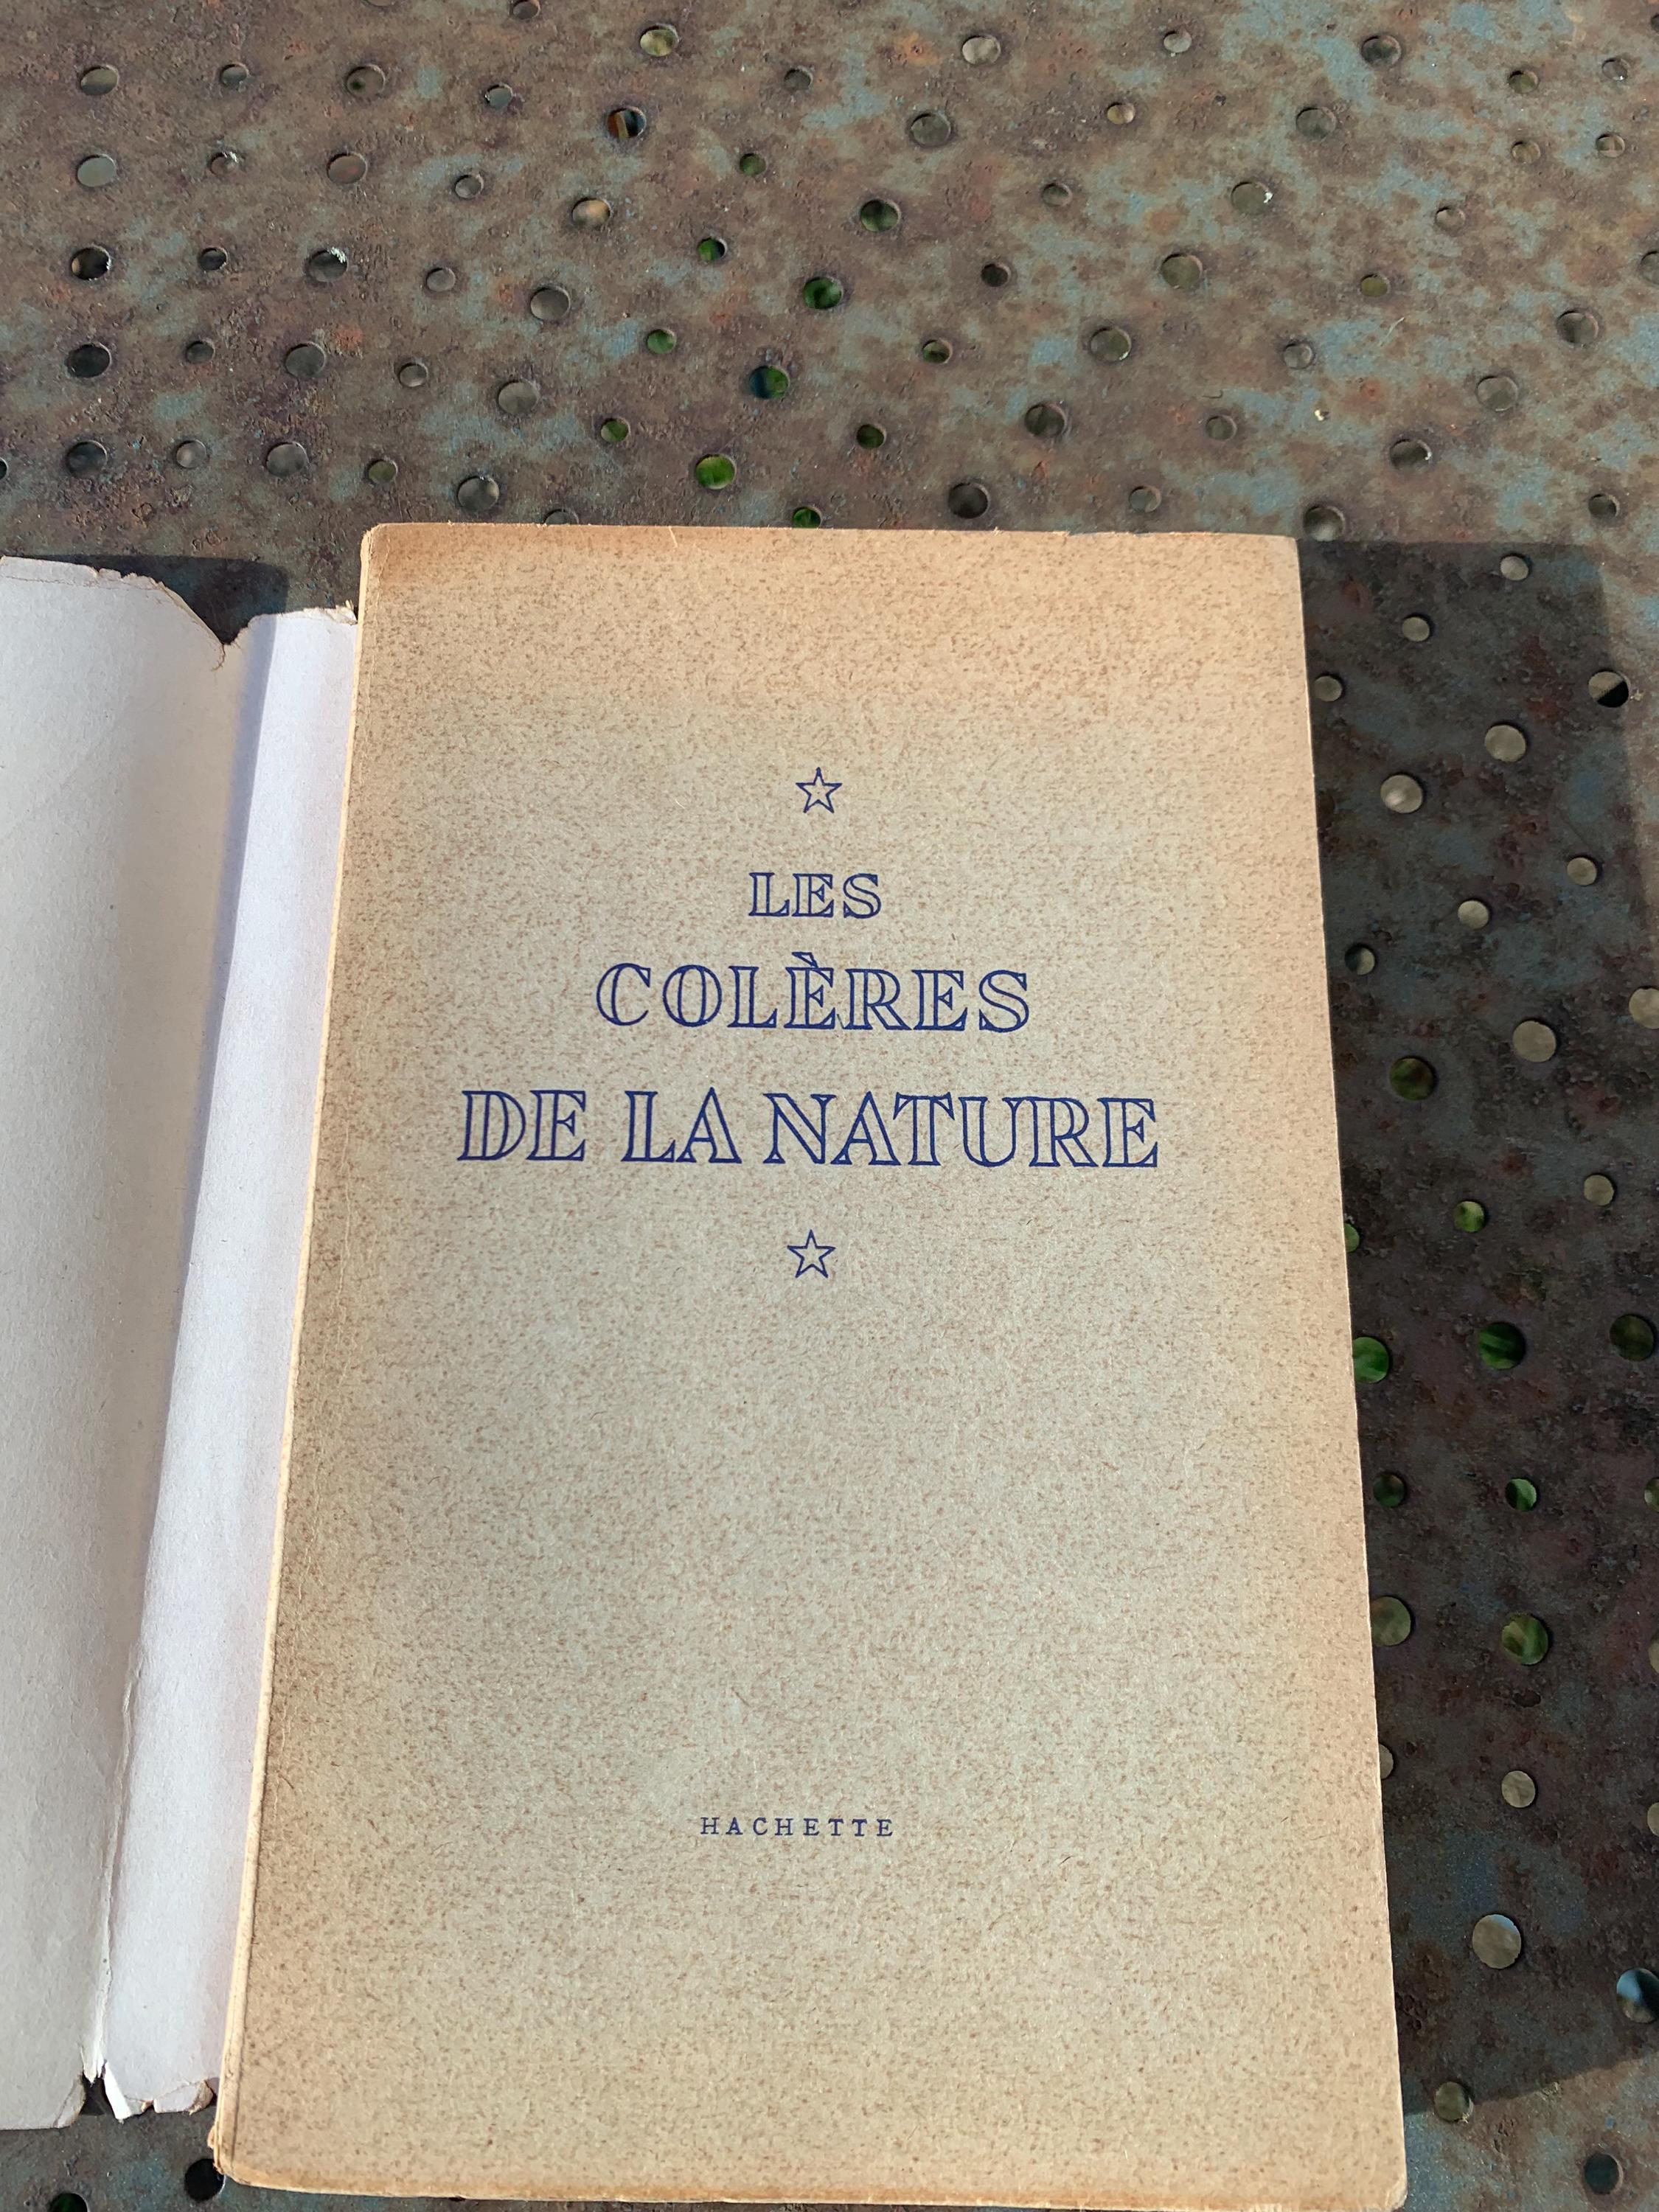 LES
COLÈRES
DE LA NATURE
HACHETTE